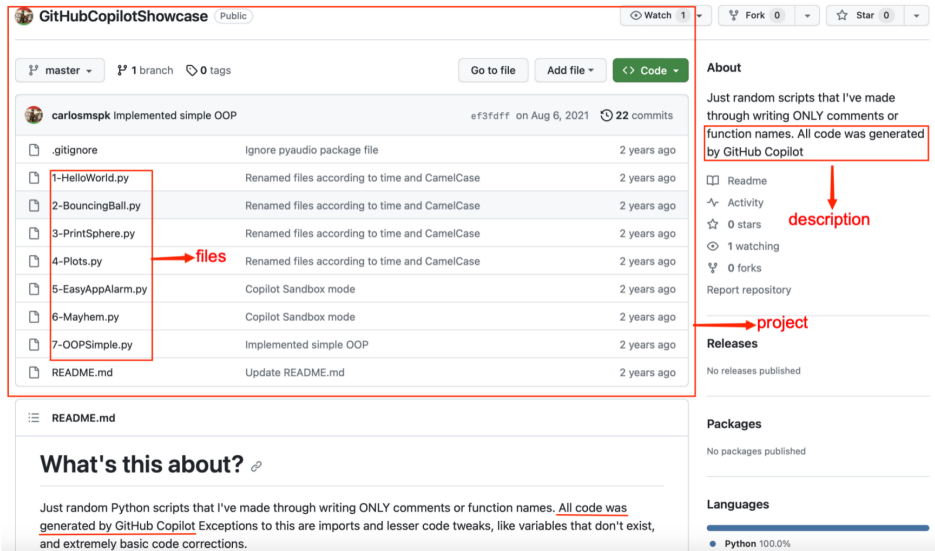 GitHubCopilotShowcase Public
Watch 1 Fork 0 Star 0
master 1 branch 0 tags Go to file Add file Code
carlosmspk Implemented simple OOP ef3fdff on Aug 6, 2021 22 commits
.gitignore Ignore pyaudio package file 2 years ago
1-HelloWorld.py Renamed files according to time and CamelCase 2 years ago
2-BouncingBall.py Renamed files according to time and CamelCase 2 years ago
3-PrintSphere.py Renamed files according to time and CamelCase 2 years ago
4-Plots.py Renamed files according to time and CamelCase 2 years ago
5-EasyAppAlarm.py Copilot Sandbox mode 2 years ago
6-Mayhem.py Copilot Sandbox mode 2 years ago
7-OOPSimple.py Implemented simple OOP 2 years ago
README.md Update README.md 2 years ago
files
README.md
What's this about?
Just random Python scripts that I've made through writing ONLY comments or function names. All code was
generated by GitHub Copilot Exceptions to this are imports and lesser code tweaks, like variables that don't exist,
and extremely basic code corrections.
About
Just random scripts that I've made
through writing ONLY comments or
function names. All code was generated
by GitHub Copilot
description
Readme
Activity
0 stars
1 watching
0 forks
Report repository
project
Releases
No releases published
Packages
No packages published
Languages
Python 100.0%